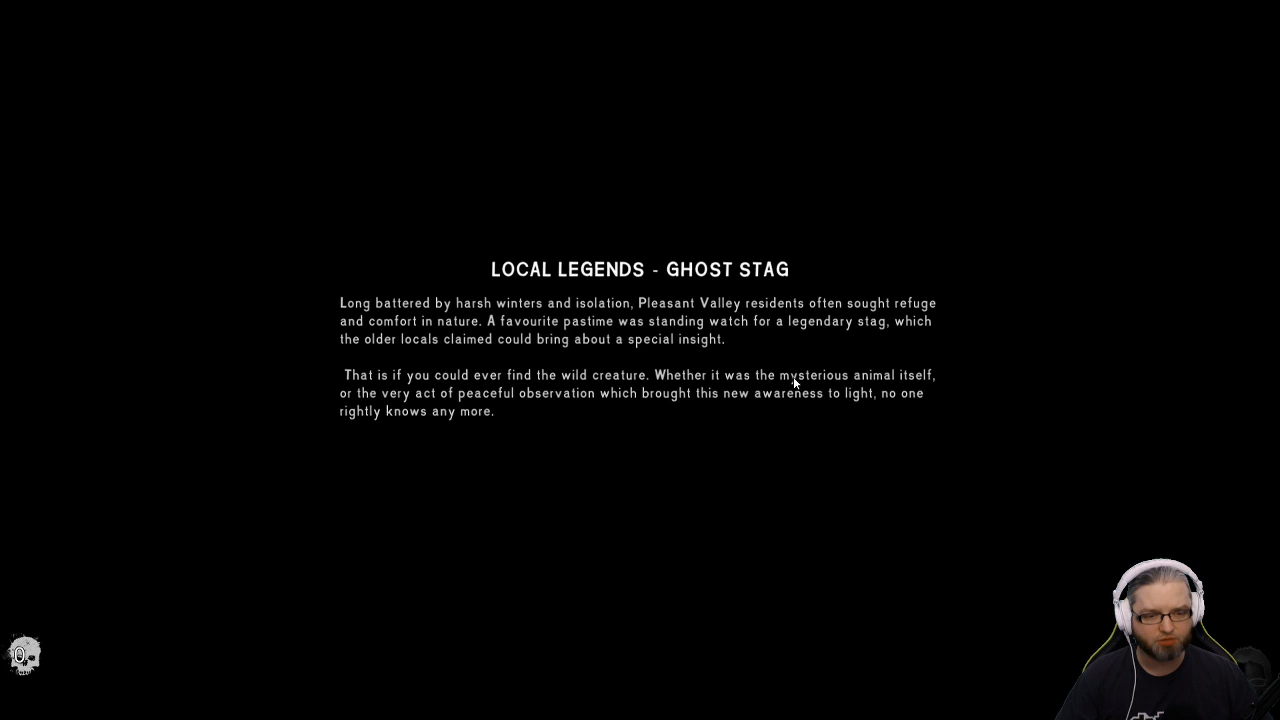 LOCAL LEGENDS - GHOST STAG
Long battered by harsh winters and isolation, Pleasant Valley residents often sought refuge
and comfort in nature. A favourite pastime was standing watch for a legendary stag, which
the older locals claimed could bring about a special insight.
That is if you could ever find the wild creature. Whether it was the mysterious animal itself,
or the very act of peaceful observation which brought this new awareness to light, no one
rightly knows any more.
0